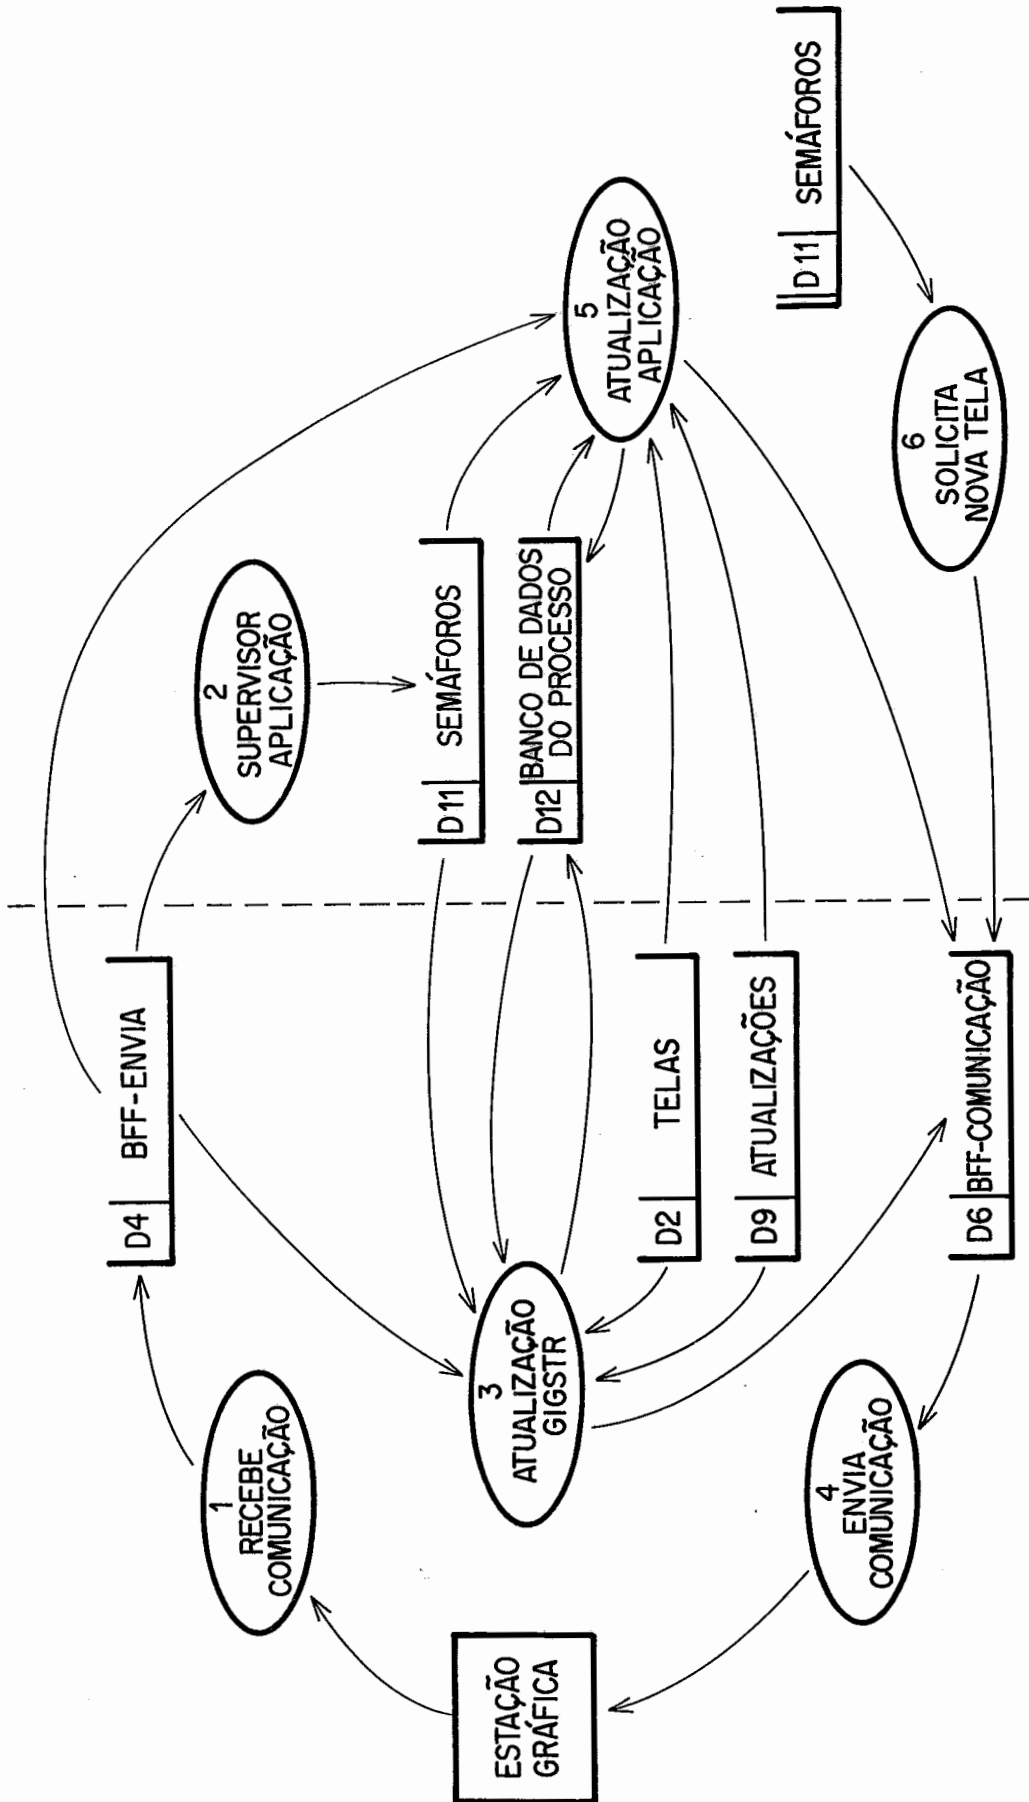 1
RECEBE
COMUNICAÇÃO
D4 BFF-ENVIA
2
SUPERVISOR
APLICAÇÃO
ESTAÇÃO
GRÁFICA
3
ATUALIZAÇÃO
GIGSTR
D11 SEMÁFOROS
D12 BANCO DE DADOS
DO PROCESSO
5
ATUALIZAÇÃO
APLICAÇÃO
D2 TELAS
D9 ATUALIZAÇÕES
D11 SEMÁFOROS
4
ENVIA
COMUNICAÇÃO
D6 BFF-COMUNICAÇÃO
6
SOLICITA
NOVA TELA